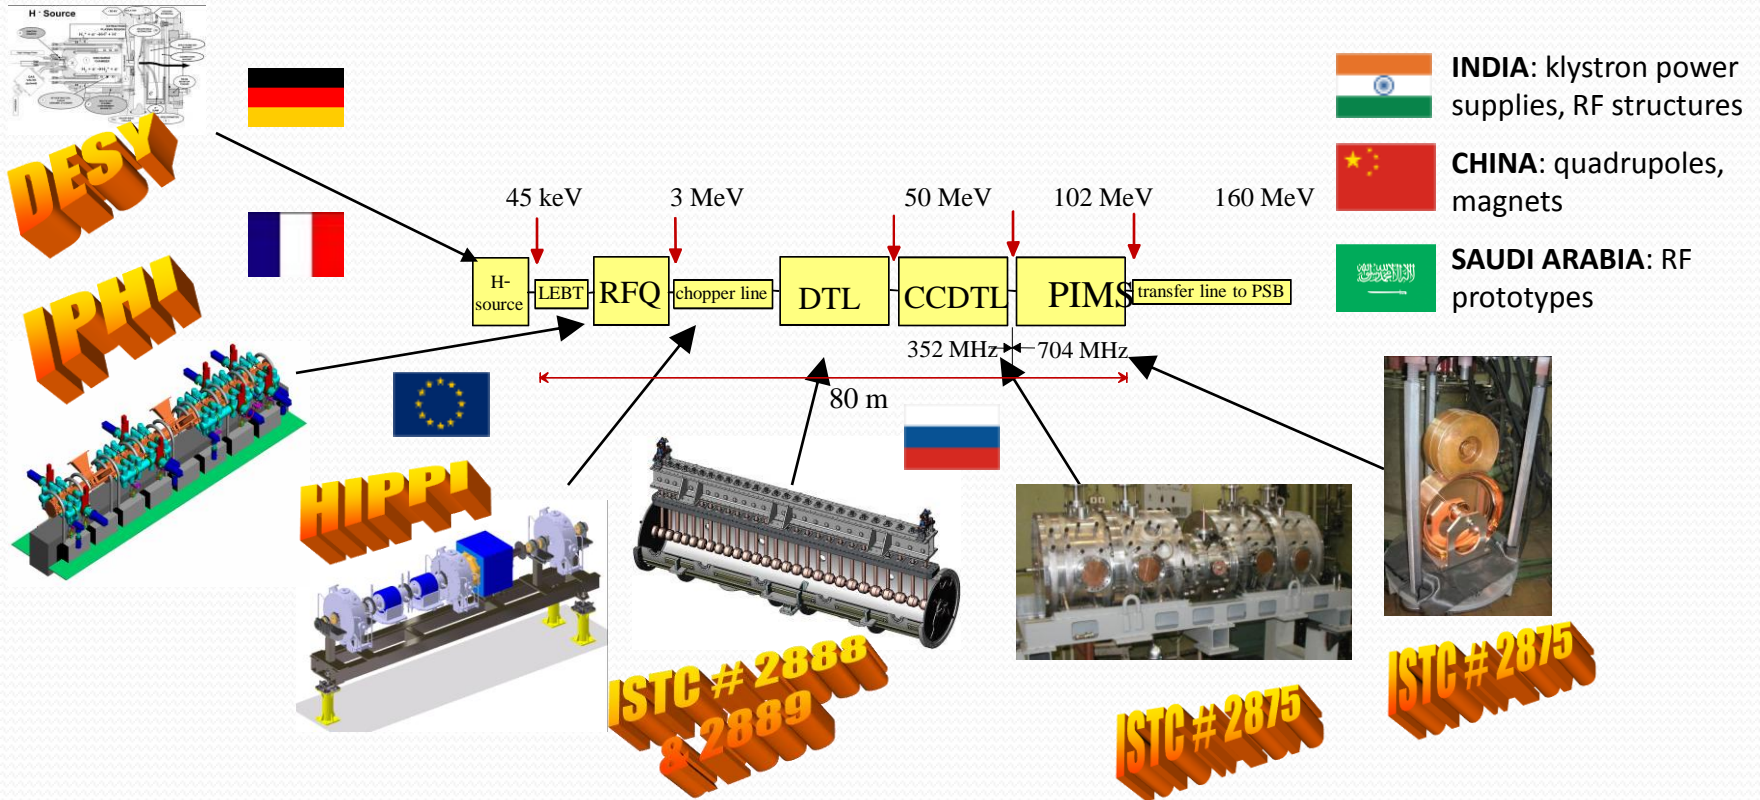 H⁻ Source
DESY
IPHI
HIPPI
ISTC # 2888
& 2889
ISTC # 2875
ISTC # 2875
45 keV
3 MeV
50 MeV
102 MeV
160 MeV
H-
source
LEBT
RFQ
chopper line
DTL
CCDTL
PIMS
transfer line to PSB
352 MHz
704 MHz
80 m
INDIA: klystron power
supplies, RF structures
CHINA: quadrupoles,
magnets
SAUDI ARABIA: RF
prototypes